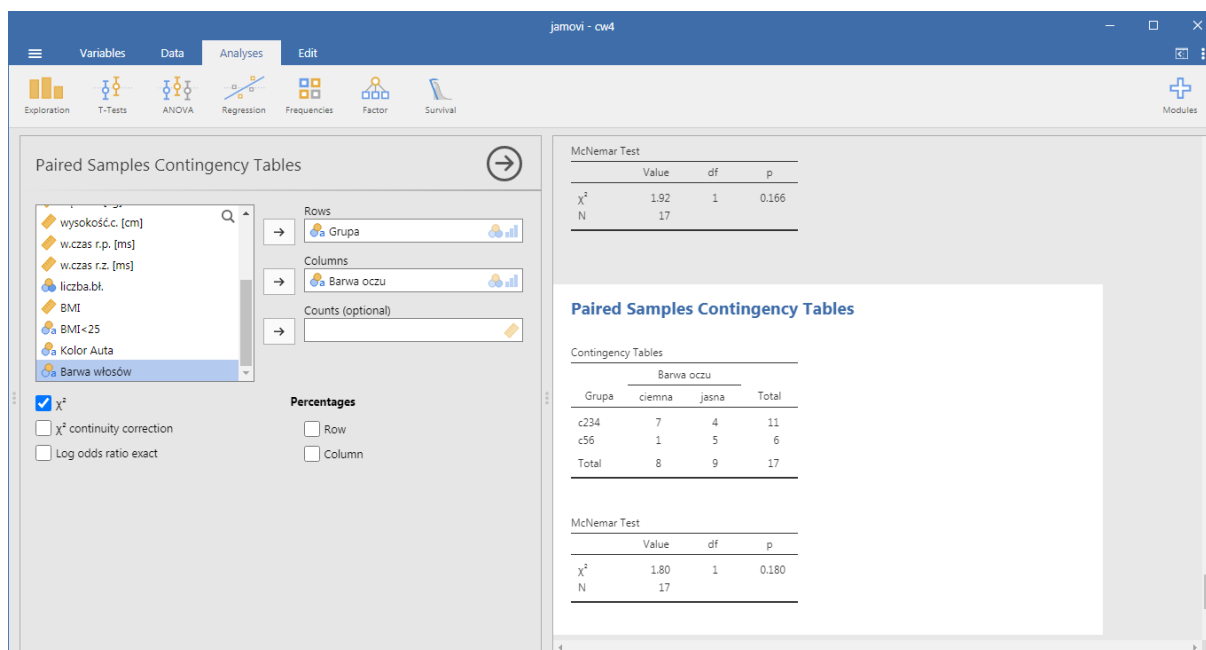 jamovi - cw4
Variables Data Analyses Edit
Exploration T-Tests ANOVA Regression Frequencies Factor Survival Modules
Paired Samples Contingency Tables
wysokość.c. [cm]
w.czas r.p. [ms]
w.czas r.z. [ms]
liczba.bł.
BMI
BMI<25
Kolor Auta
Barwa włosów
Rows
Grupa
Columns
Barwa oczu
Counts (optional)
χ²
χ² continuity correction
Log odds ratio exact
Percentages
Row
Column
McNemar Test
Value df p
χ² 1.92 1 0.166
N 17
Paired Samples Contingency Tables
Contingency Tables
Barwa oczu
Grupa ciemna jasna Total
c234 7 4 11
c56 1 5 6
Total 8 9 17
McNemar Test
Value df p
χ² 1.80 1 0.180
N 17